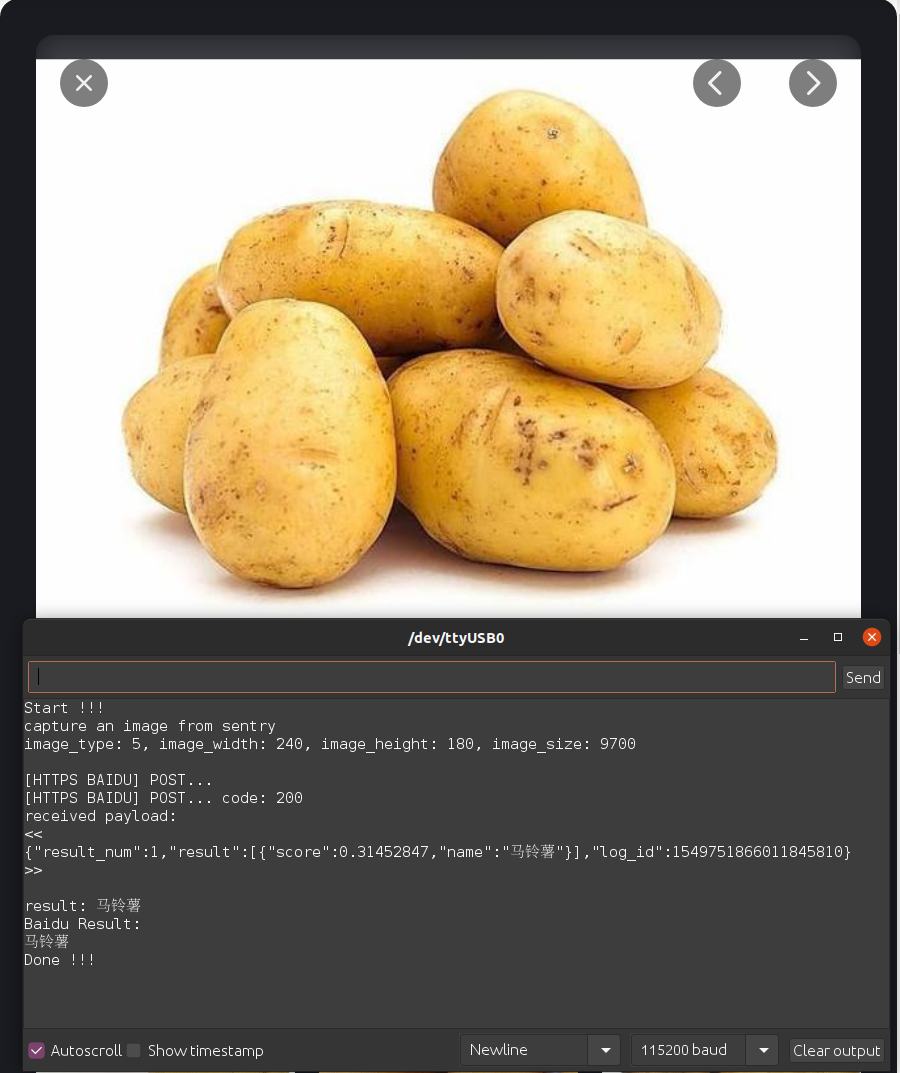 /dev/ttyUSB0
Send
Start !!!
capture an image from sentry
image_type: 5, image_width: 240, image_height: 180, image_size: 9700
[HTTPS BAIDU] POST...
[HTTPS BAIDU] POST... code: 200
received payload:
<<
{"result_num":1,"result":[{"score":0.31452847,"name":"马铃薯"}],"log_id":1549751866011845810}
>>
result: 马铃薯
Baidu Result:
马铃薯
Done !!!
Autoscroll Show timestamp Newline 115200 baud Clear output